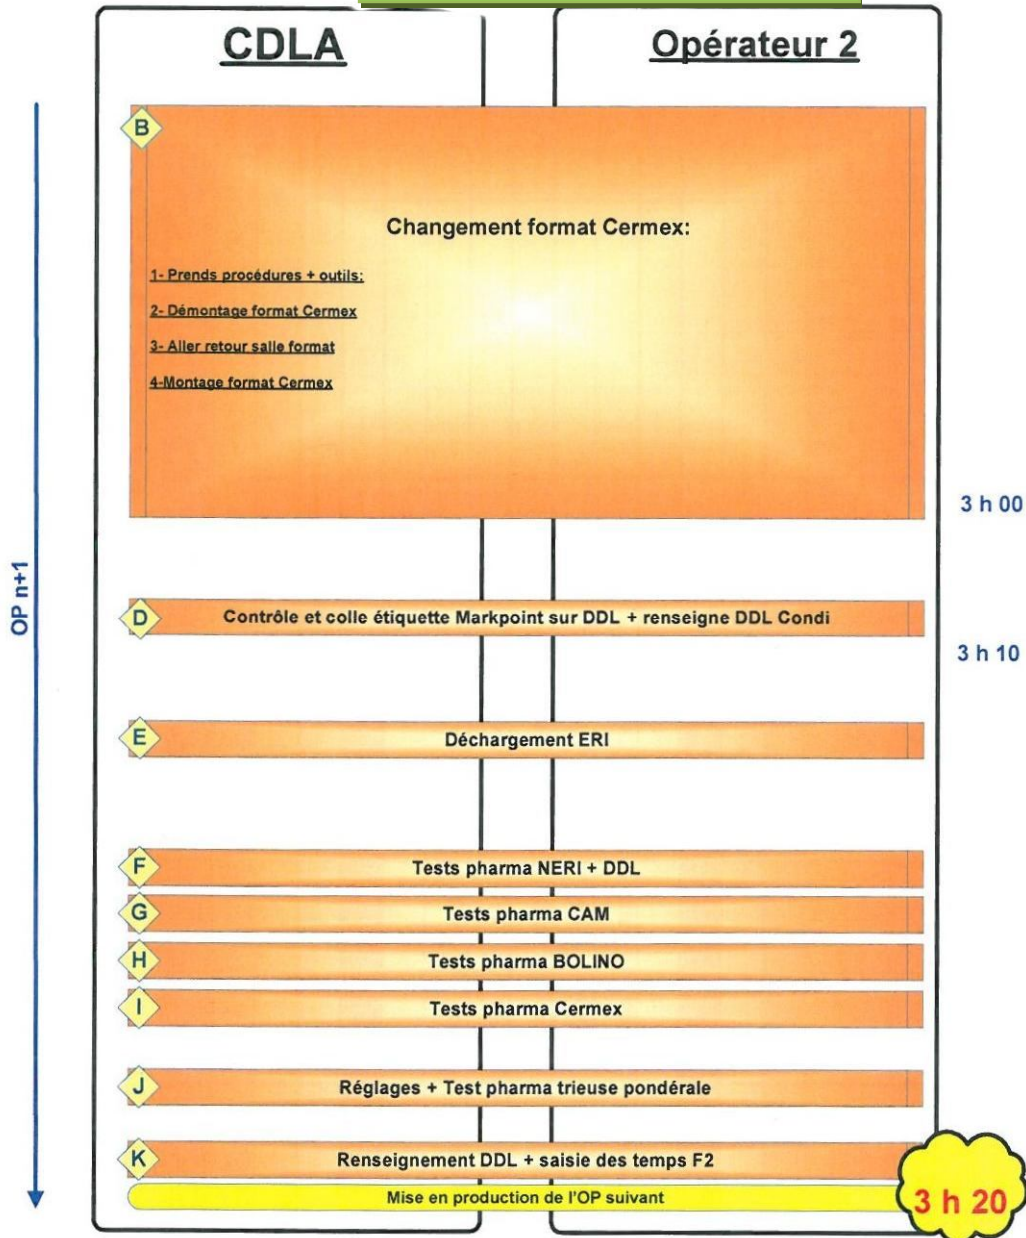 CDLA
Opérateur 2
B
Changement format Cermex:
1- Prends procédures + outils:
2- Démontage format Cermex
3- Aller retour salle format
4-Montage format Cermex
3 h 00
OP n+1
D
Contrôle et colle étiquette Markpoint sur DDL + renseigne DDL Condi
3 h 10
E
Déchargement ERI
F
Tests pharma NERI + DDL
G
Tests pharma CAM
H
Tests pharma BOLINO
I
Tests pharma Cermex
J
Réglages + Test pharma trieuse pondérale
K
Renseignement DDL + saisie des temps F2
Mise en production de l'OP suivant
3 h 20